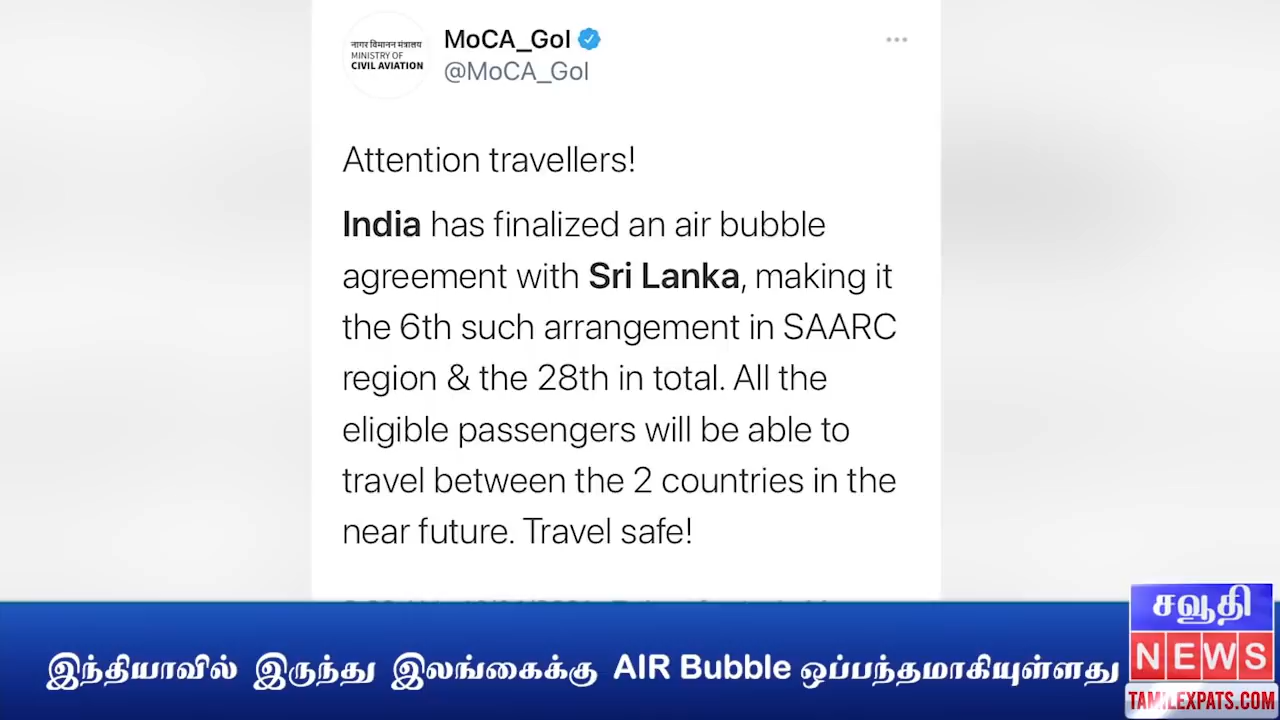 नागर विमानन मंत्रालय
MINISTRY OF
CIVIL AVIATION
MoCA_GoI
@MoCA_GoI
Attention travellers!
India has finalized an air bubble
agreement with Sri Lanka, making it
the 6th such arrangement in SAARC
region & the 28th in total. All the
eligible passengers will be able to
travel between the 2 countries in the
near future. Travel safe!
இந்தியாவில் இருந்து இலங்கைக்கு AIR Bubble ஒப்பந்தமாகியுள்ளது
சவூதி
NEWS
TAMILEXPATS.COM